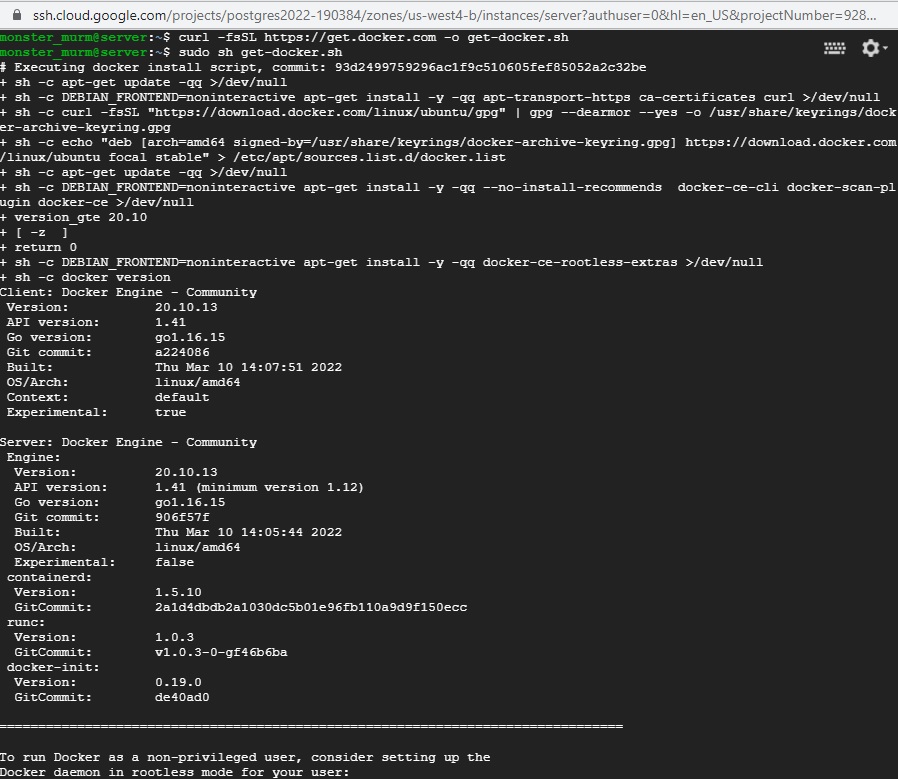 ssh.cloud.google.com/projects/postgres2022-190384/zones/us-west4-b/instances/server?authuser=0&hl=en_US&projectNumber=928...
monster_murm@server:~$ curl -fsSL https://get.docker.com -o get-docker.sh
monster_murm@server:~$ sudo sh get-docker.sh
# Executing docker install script, commit: 93d2499759296ac1f9c510605fef85052a2c32be
+ sh -c apt-get update -qq >/dev/null
+ sh -c DEBIAN_FRONTEND=noninteractive apt-get install -y -qq apt-transport-https ca-certificates curl >/dev/null
+ sh -c curl -fsSL "https://download.docker.com/linux/ubuntu/gpg" | gpg --dearmor --yes -o /usr/share/keyrings/dock
er-archive-keyring.gpg
+ sh -c echo "deb [arch=amd64 signed-by=/usr/share/keyrings/docker-archive-keyring.gpg] https://download.docker.com
/linux/ubuntu focal stable" > /etc/apt/sources.list.d/docker.list
+ sh -c apt-get update -qq >/dev/null
+ sh -c DEBIAN_FRONTEND=noninteractive apt-get install -y -qq --no-install-recommends  docker-ce-cli docker-scan-pl
ugin docker-ce >/dev/null
+ version_gte 20.10
+ [ -z  ]
+ return 0
+ sh -c DEBIAN_FRONTEND=noninteractive apt-get install -y -qq docker-ce-rootless-extras >/dev/null
+ sh -c docker version
Client: Docker Engine - Community
 Version:           20.10.13
 API version:       1.41
 Go version:        go1.16.15
 Git commit:        a224086
 Built:             Thu Mar 10 14:07:51 2022
 OS/Arch:           linux/amd64
 Context:           default
 Experimental:      true

Server: Docker Engine - Community
 Engine:
  Version:          20.10.13
  API version:      1.41 (minimum version 1.12)
  Go version:       go1.16.15
  Git commit:       906f57f
  Built:            Thu Mar 10 14:05:44 2022
  OS/Arch:          linux/amd64
  Experimental:     false
 containerd:
  Version:          1.5.10
  GitCommit:        2a1d4dbdb2a1030dc5b01e96fb110a9d9f150ecc
 runc:
  Version:          1.0.3
  GitCommit:        v1.0.3-0-gf46b6ba
 docker-init:
  Version:          0.19.0
  GitCommit:        de40ad0

================================================================================

To run Docker as a non-privileged user, consider setting up the
Docker daemon in rootless mode for your user: